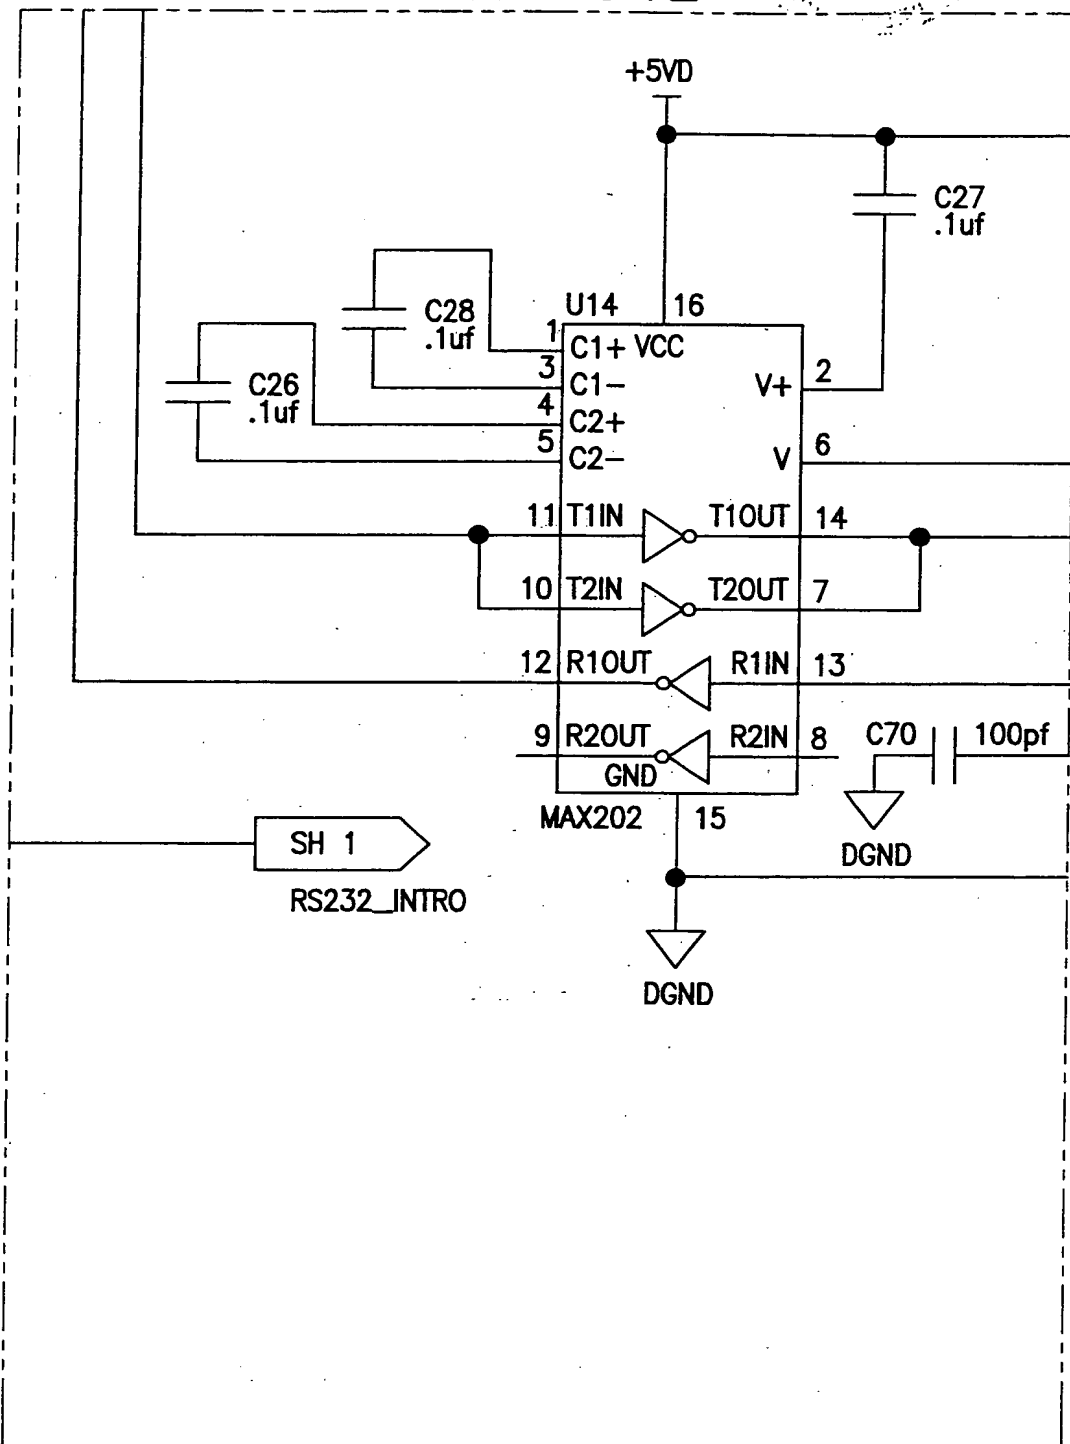 +5VD
C27
.1uf
U14 16
C28
.1uf
1 C1+ VCC
3 C1-
V+ 2
C26
.1uf
4 C2+
5 C2-
V 6
11 T1IN T1OUT 14
10 T2IN T2OUT 7
12 R1OUT R1IN 13
9 R2OUT R2IN 8
C70 100pf
GND
MAX202 15
SH 1
DGND
RS232_INTRO
DGND